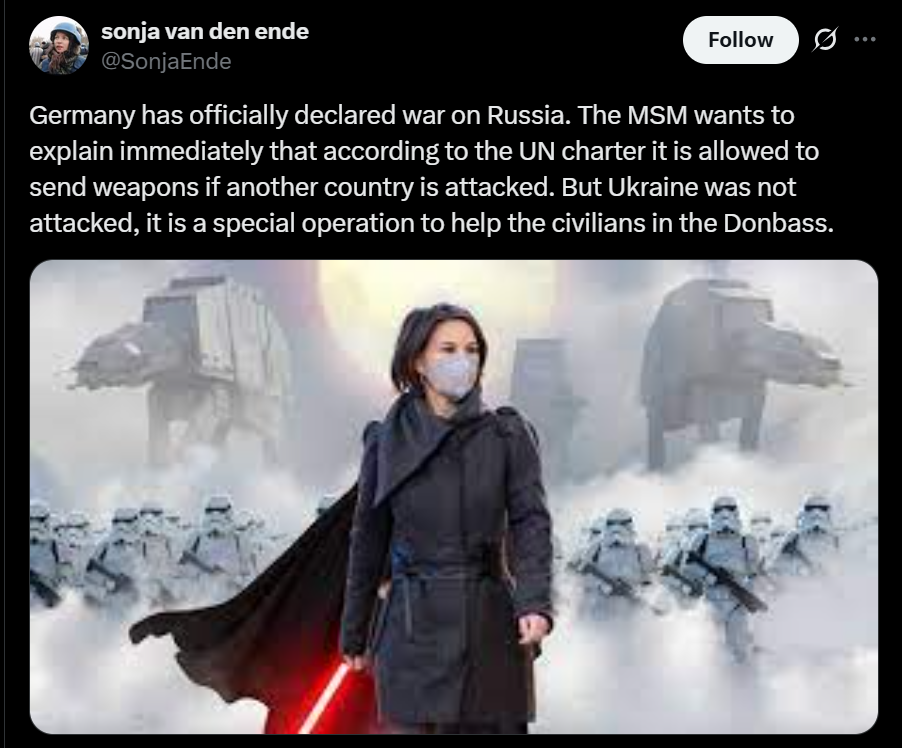 sonja van den ende
@SonjaEnde
Follow
Germany has officially declared war on Russia. The MSM wants to
explain immediately that according to the UN charter it is allowed to
send weapons if another country is attacked. But Ukraine was not
attacked, it is a special operation to help the civilians in the Donbass.